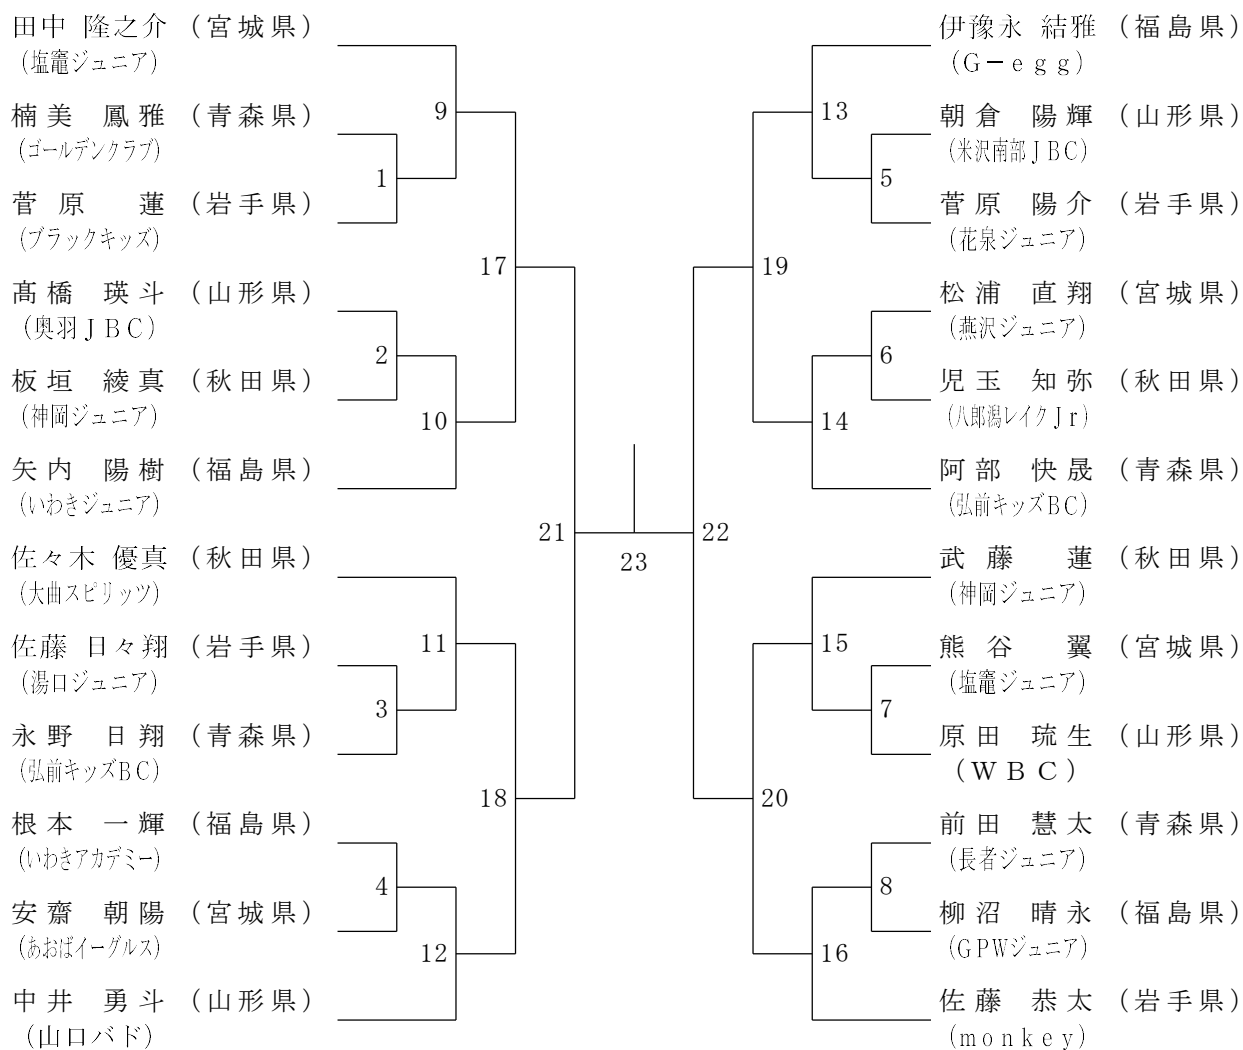 田中 隆之介 （宮城県）
（塩竈ジュニア）
9
楠美 鳳雅 （青森県）
（ゴールデンクラブ）
1
菅原 蓮 （岩手県）
（ブラックキッズ）
17
髙橋 瑛斗 （山形県）
（奥羽ＪＢＣ）
2
板垣 綾真 （秋田県）
（神岡ジュニア）
10
矢内 陽樹 （福島県）
（いわきジュニア）
21
佐々木 優真 （秋田県）
（大曲スピリッツ）
11
佐藤 日々翔 （岩手県）
（湯口ジュニア）
3
永野 日翔 （青森県）
（弘前キッズBC）
18
根本 一輝 （福島県）
（いわきアカデミー）
4
安齋 朝陽 （宮城県）
（あおばイーグルス）
12
中井 勇斗 （山形県）
（山口バド）
23
伊豫永 結雅 （福島県）
（G－ｅｇｇ）
13
朝倉 陽輝 （山形県）
（米沢南部ＪＢＣ）
5
菅原 陽介 （岩手県）
（花泉ジュニア）
19
松浦 直翔 （宮城県）
（燕沢ジュニア）
6
児玉 知弥 （秋田県）
（八郎潟レイクＪｒ）
14
阿部 快晟 （青森県）
（弘前キッズBC）
22
武藤 蓮 （秋田県）
（神岡ジュニア）
15
熊谷 翼 （宮城県）
（塩竈ジュニア）
7
原田 琉生 （山形県）
（ＷＢＣ）
20
前田 慧太 （青森県）
（長者ジュニア）
8
柳沼 晴永 （福島県）
（GPWジュニア）
16
佐藤 恭太 （岩手県）
（ｍｏｎｋｅｙ）